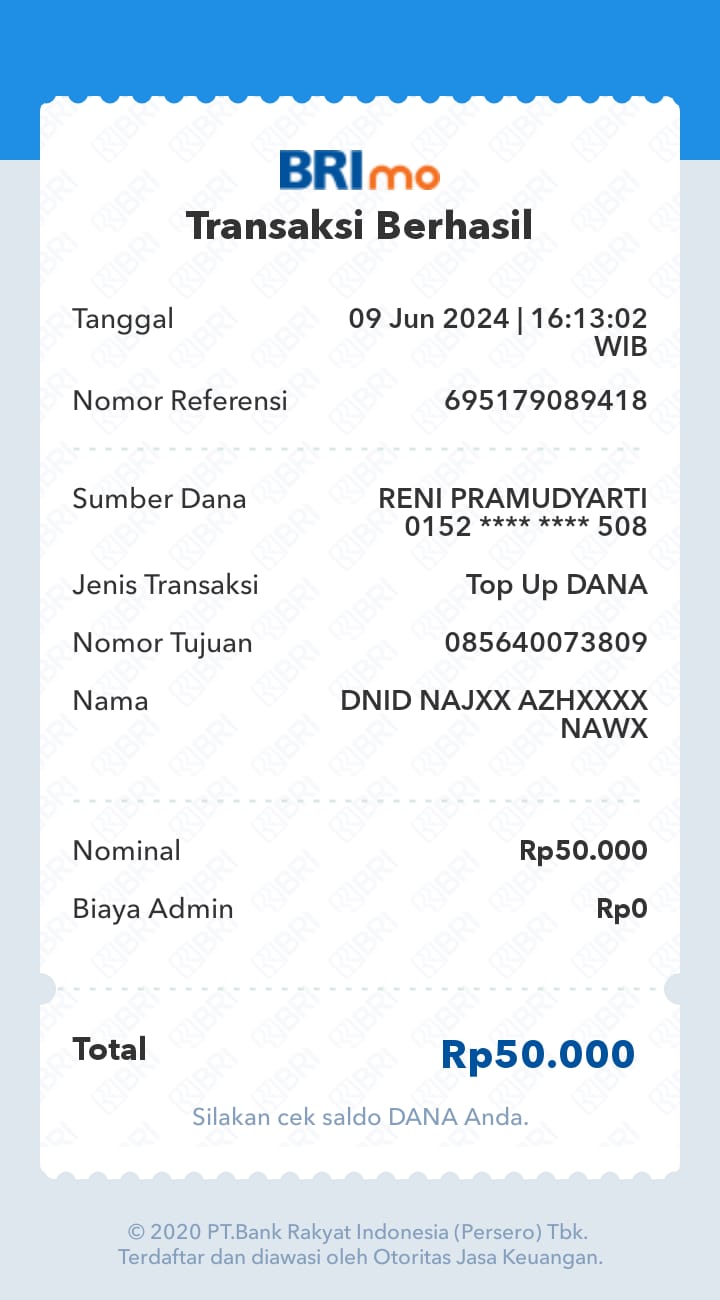 BRImo
Transaksi Berhasil
Tanggal 09 Jun 2024 | 16:13:02
WIB
Nomor Referensi 695179089418
Sumber Dana RENI PRAMUDYARTI
0152 **** **** 508
Jenis Transaksi Top Up DANA
Nomor Tujuan 085640073809
Nama DNID NAJXX AZHXXXX
NAWX
Nominal Rp50.000
Biaya Admin Rp0
Total Rp50.000
Silakan cek saldo DANA Anda.
© 2020 PT.Bank Rakyat Indonesia (Persero) Tbk.
Terdaftar dan diawasi oleh Otoritas Jasa Keuangan.